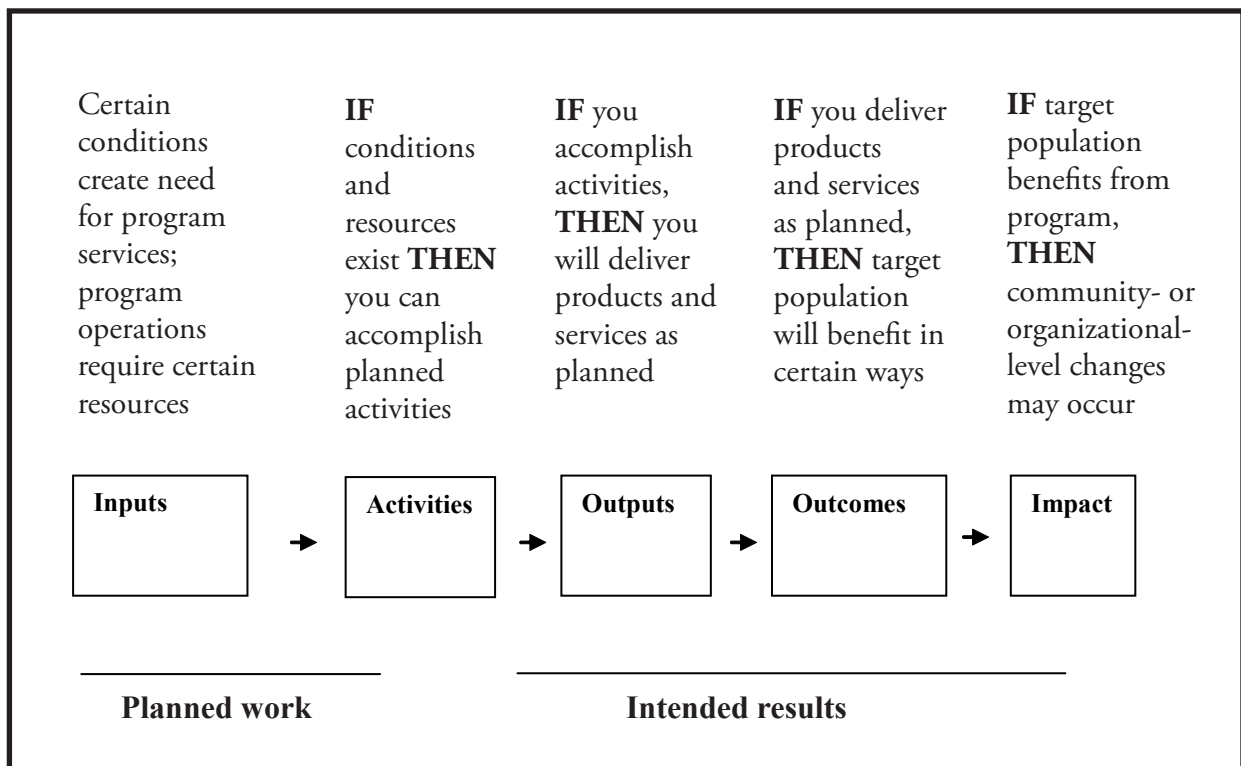 Certain
conditions
create need
for program
services;
program
operations
require certain
resources
IF
conditions
and
resources
exist THEN
you can
accomplish
planned
activities
IF you
accomplish
activities,
THEN you
will deliver
products and
services as
planned
IF you deliver
products
and services
as planned,
THEN target
population
will benefit in
certain ways
IF target
population
benefits from
program,
THEN
community- or
organizational-
level changes
may occur
Inputs
Activities
Outputs
Outcomes
Impact
Planned work
Intended results